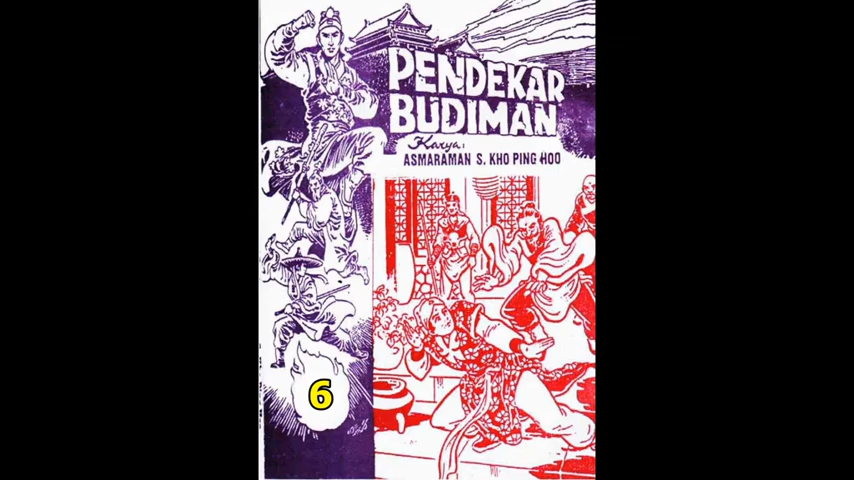 PENDEKAR
BUDIMAN
Karya:
ASMARAMAN S. KHO PING HOO
6